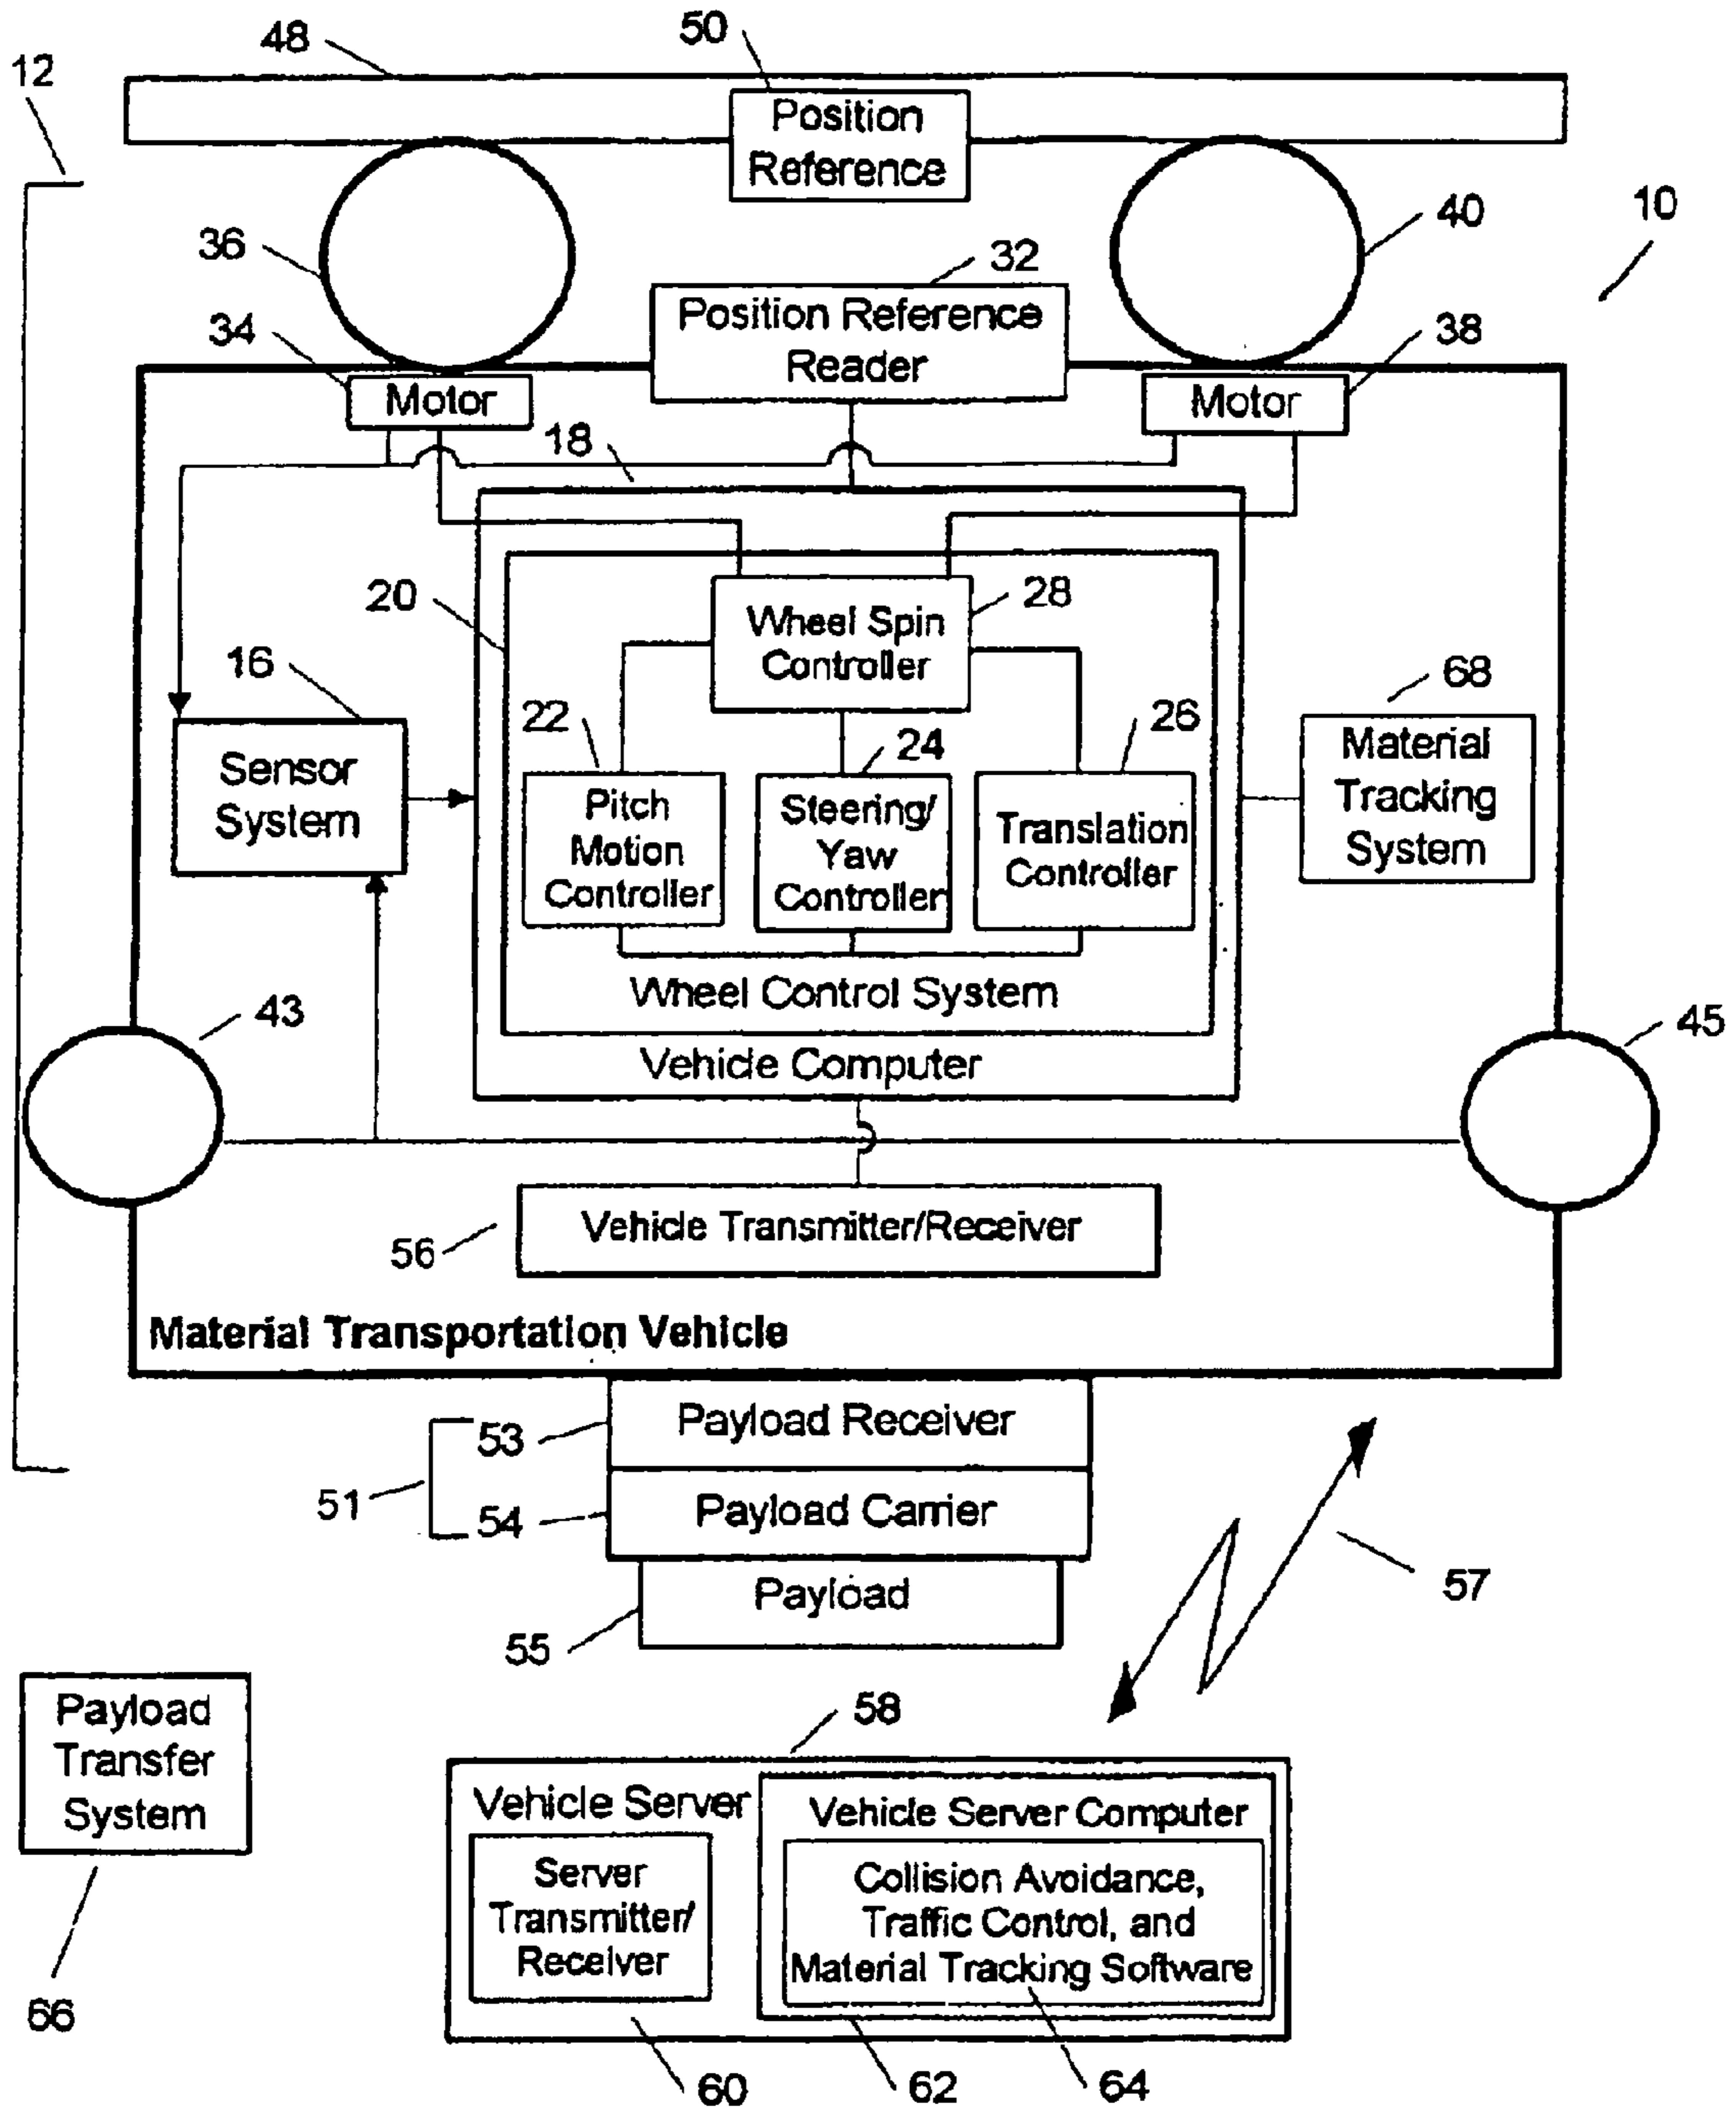 50
48
12
Position
Reference
10
36
40
32
Position Reference
Reader
34
38
Motor
Motor
18
20
28
Wheel Spin
Controller
16
68
22
24
26
Sensor
System
Pitch
Motion
Controller
Steering/
Yaw
Controller
Translation
Controller
Material
Tracking
System
Wheel Control System
43
45
Vehicle Computer
56
Vehicle Transmitter/Receiver
Material Transportation Vehicle
51
53
Payload Receiver
54
Payload Carrier
57
Payload
55
Payload
Transfer
System
66
58
Vehicle Server
Vehicle Server Computer
Server
Transmitter/
Receiver
Collision Avoidance,
Traffic Control, and
Material Tracking Software
60
62
64